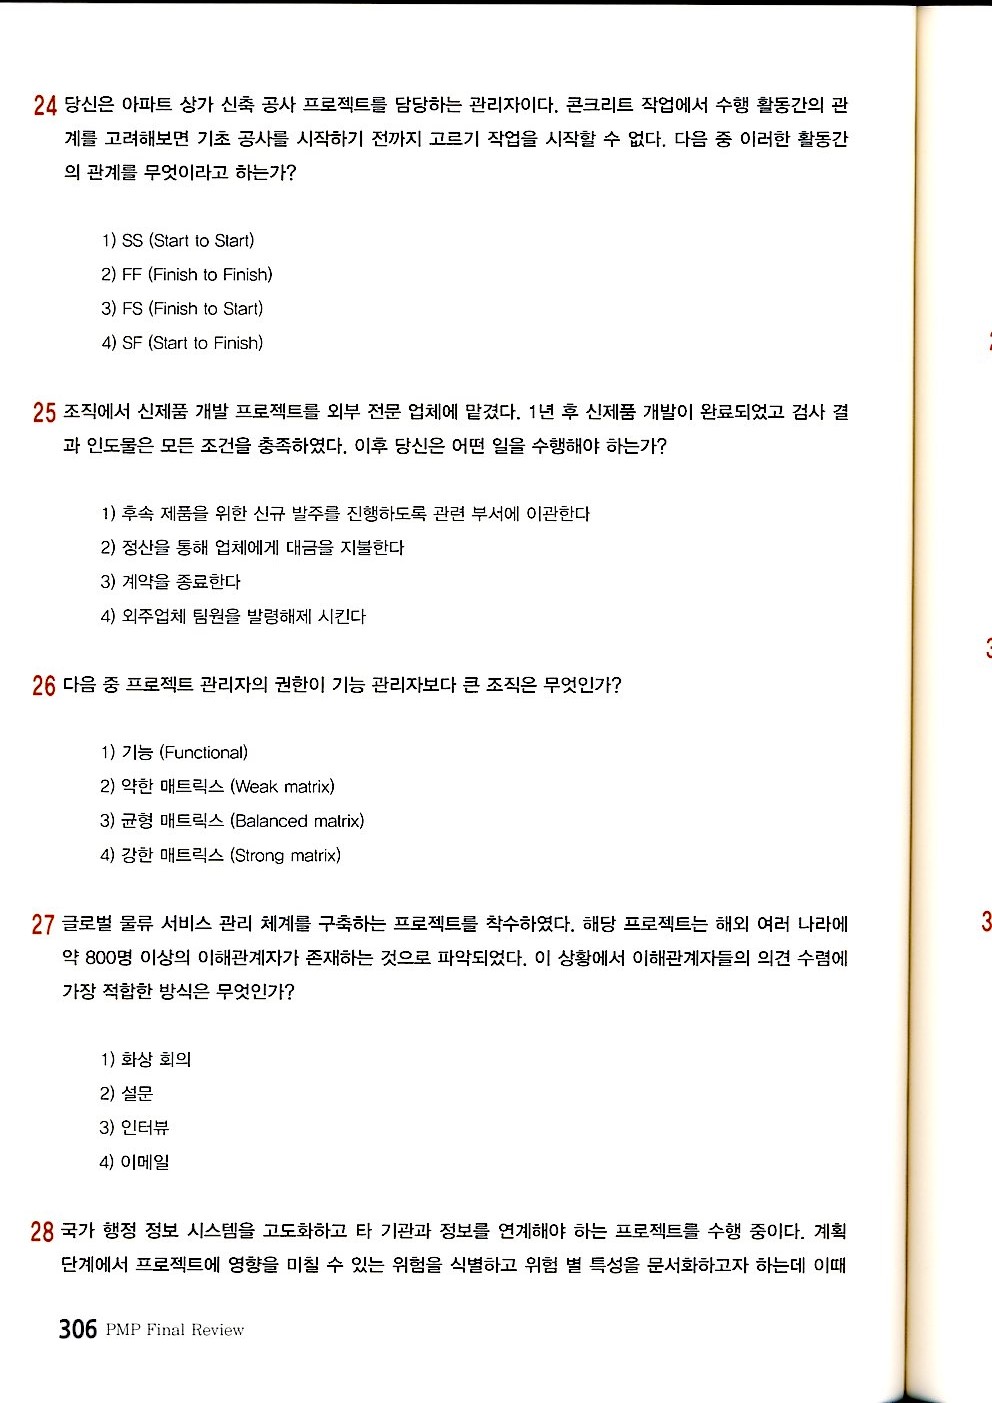 24 당신은 아파트 상가 신축 공사 프로젝트를 담당하는 관리자이다. 콘크리트 작업에서 수행 활동간의 관
계를 고려해보면 기초 공사를 시작하기 전까지 고르기 작업을 시작할 수 없다. 다음 중 이러한 활동간
의 관계를 무엇이라고 하는가?
1) SS (Start to Start)
2) FF (Finish to Finish)
3) FS (Finish to Start)
4) SF (Start to Finish)
25 조직에서 신제품 개발 프로젝트를 외부 전문 업체에 맡겼다. 1년 후 신제품 개발이 완료되었고 검사 결
과 인도물은 모든 조건을 충족하였다. 이후 당신은 어떤 일을 수행해야 하는가?
1) 후속 제품을 위한 신규 발주를 진행하도록 관련 부서에 이관한다
2) 정산을 통해 업체에게 대금을 지불한다
3) 계약을 종료한다
4) 외주업체 팀원을 발령해제 시킨다
26 다음 중 프로젝트 관리자의 권한이 기능 관리자보다 큰 조직은 무엇인가?
1) 기능 (Functional)
2) 약한 매트릭스 (Weak matrix)
3) 균형 매트릭스 (Balanced matrix)
4) 강한 매트릭스 (Strong matrix)
27 글로벌 물류 서비스 관리 체계를 구축하는 프로젝트를 착수하였다. 해당 프로젝트는 해외 여러 나라에
약 800명 이상의 이해관계자가 존재하는 것으로 파악되었다. 이 상황에서 이해관계자들의 의견 수렴에
가장 적합한 방식은 무엇인가?
1) 화상 회의
2) 설문
3) 인터뷰
4) 이메일
28 국가 행정 정보 시스템을 고도화하고 타 기관과 정보를 연계해야 하는 프로젝트를 수행 중이다. 계획
단계에서 프로젝트에 영향을 미칠 수 있는 위험을 식별하고 위험 별 특성을 문서화하고자 하는데 이때
306 PMP Final Review